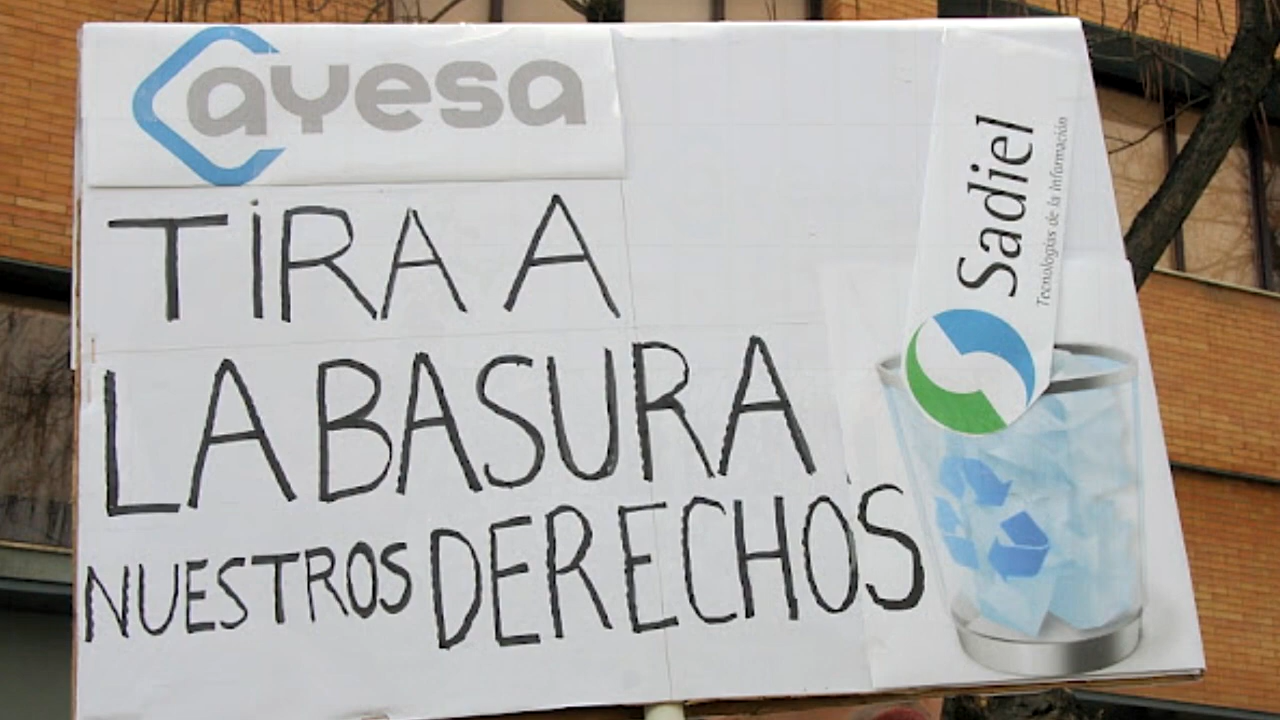 ayesa
TIRA A
LA BASURA
NUESTROS DERECHOS
Sadiel
Tecnologías de la Información